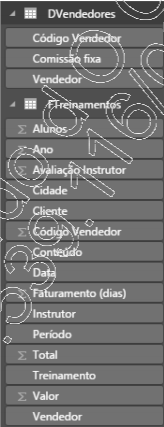 DVendedores
Código Vendedor
Comissão fixa
Vendedor
FTreinamentos
Σ Alunos
Σ Ano
Σ Avaliação Instrutor
Cidade
Cliente
Σ Código Vendedor
Conteúdo
Data
Faturamento (dias)
Instrutor
Período
Σ Total
Treinamento
Σ Valor
Vendedor